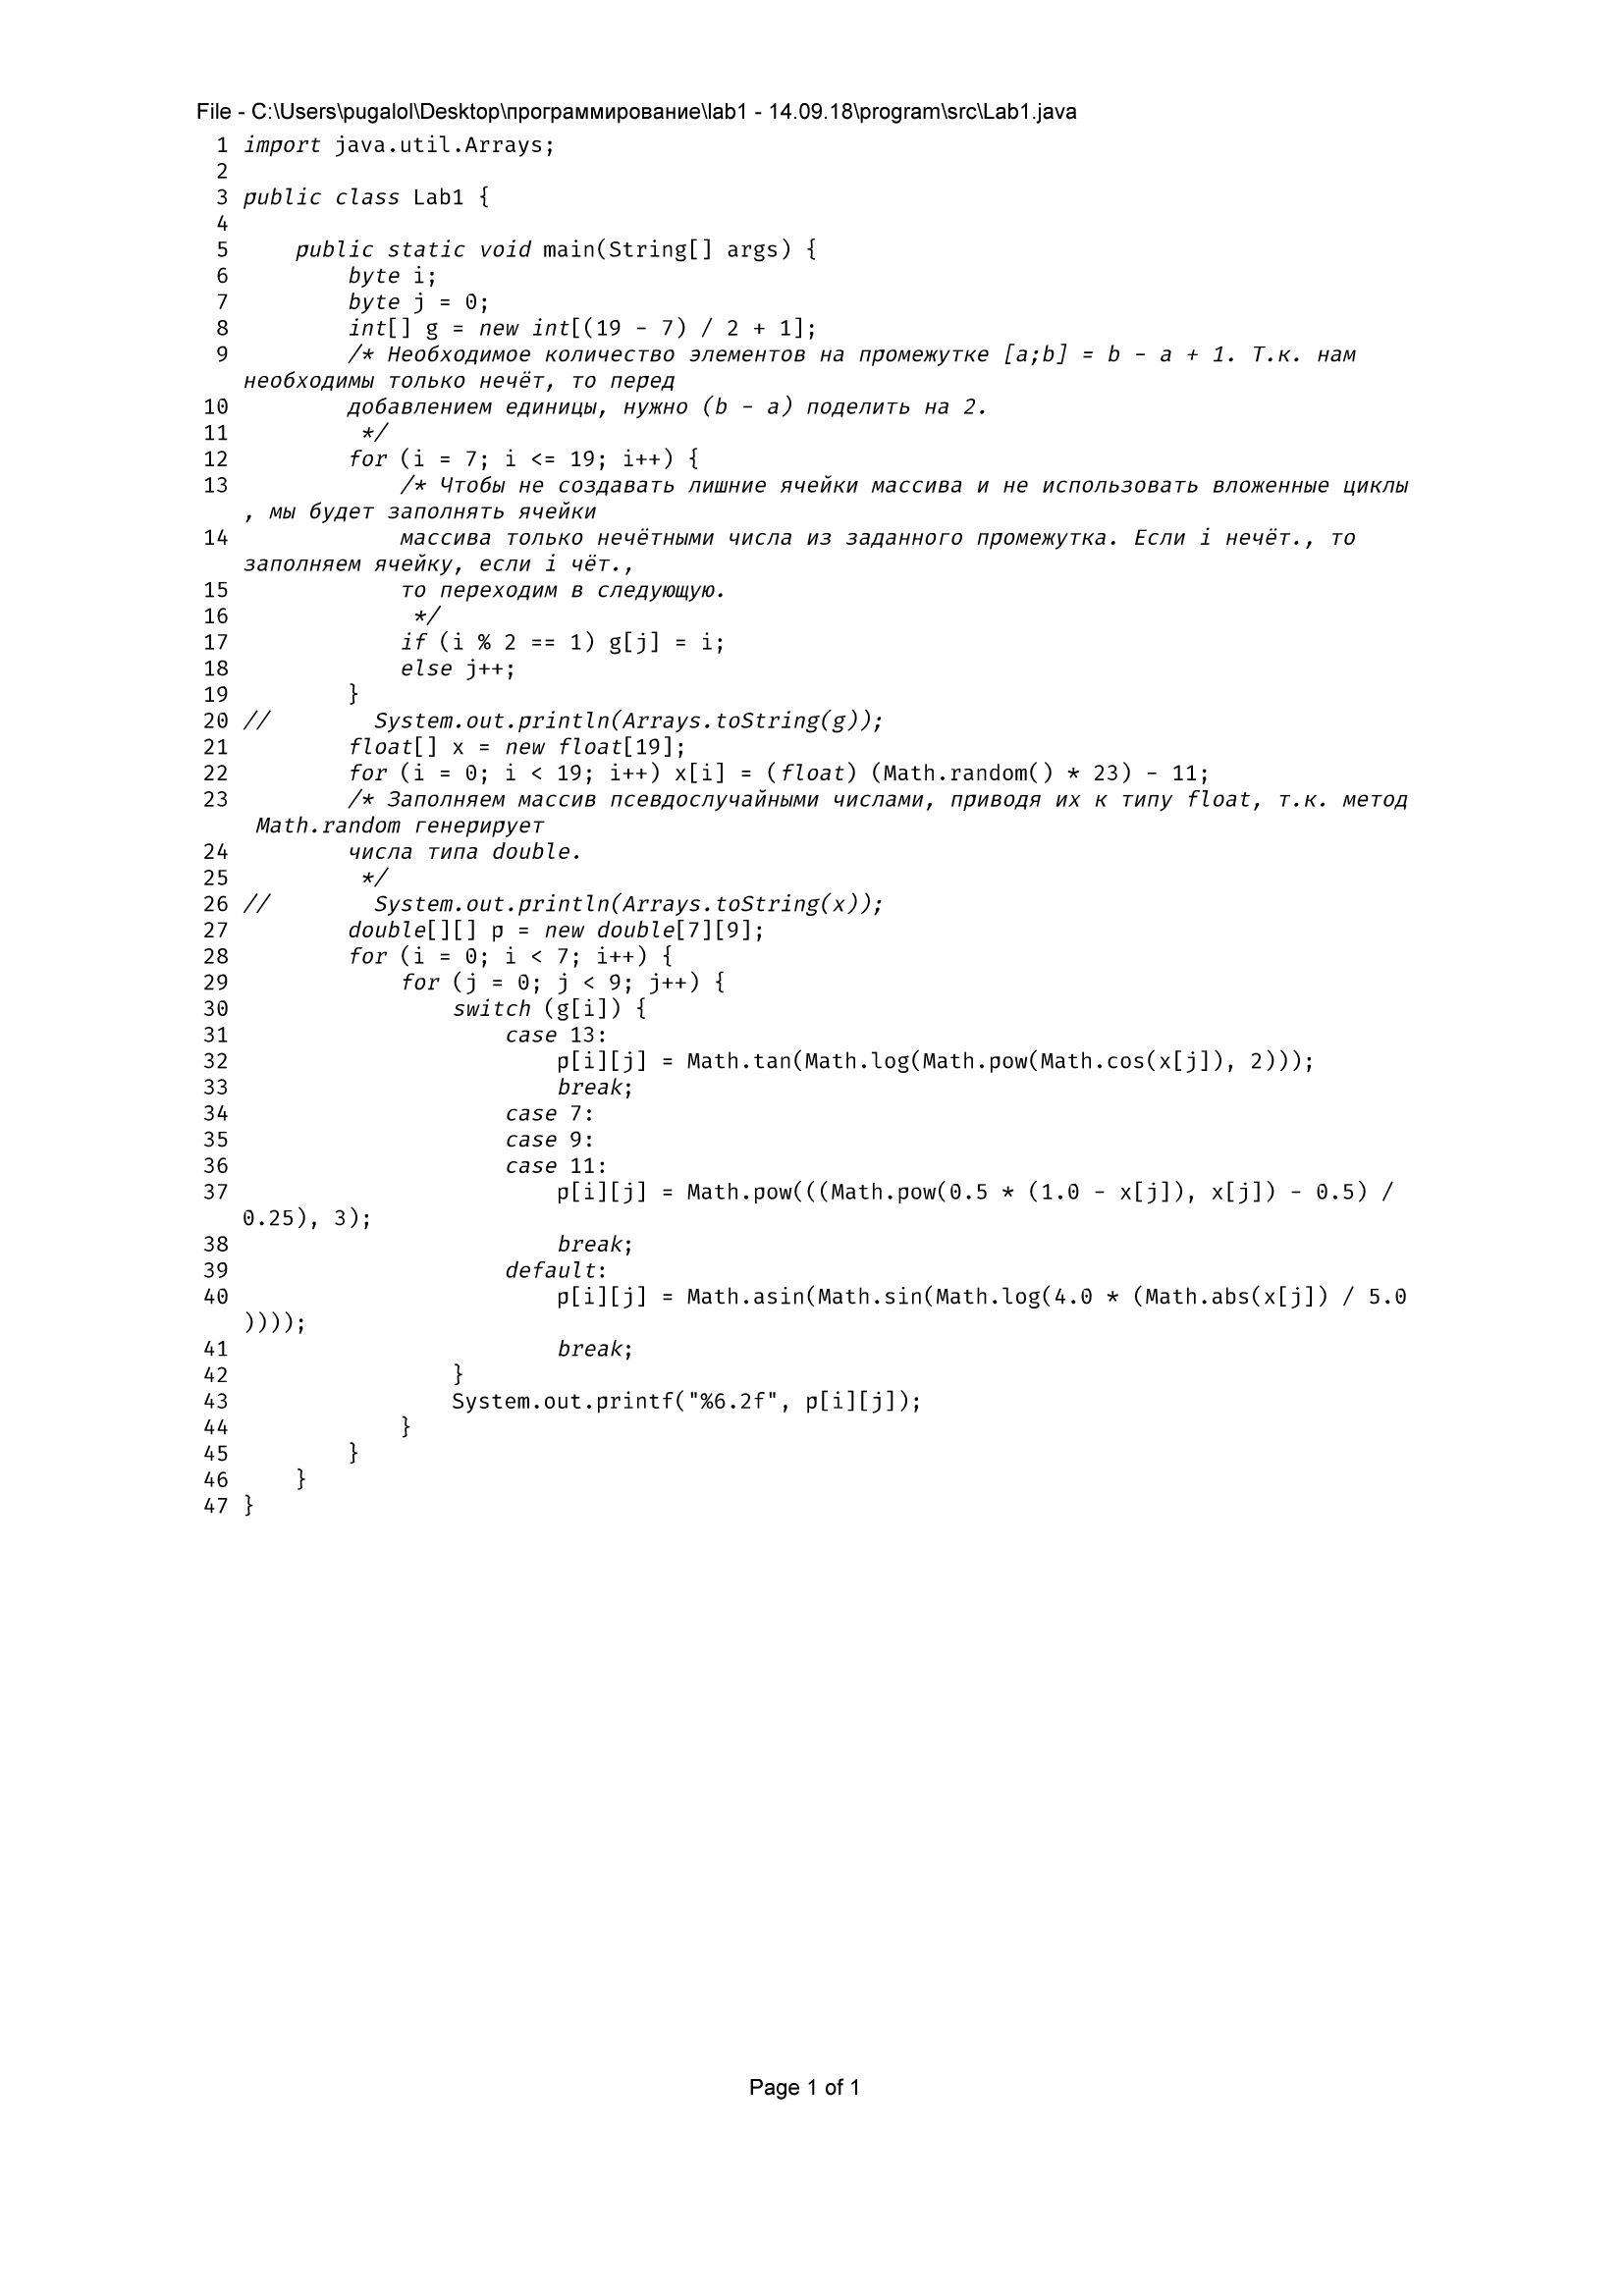 File - C:\Users\pugalol\Desktop\программирование\lab1 - 14.09.18\program\src\Lab1.java
1 import java.util.Arrays;
2
3 public class Lab1 {
4
5     public static void main(String[] args) {
6         byte i;
7         byte j = 0;
8         int[] g = new int[(19 - 7) / 2 + 1];
9         /* Необходимое количество элементов на промежутке [a;b] = b - a + 1. Т.к. нам
необходимы только нечёт, то перед
10         добавлением единицы, нужно (b - a) поделить на 2.
11          */
12         for (i = 7; i <= 19; i++) {
13             /* Чтобы не создавать лишние ячейки массива и не использовать вложенные циклы
, мы будет заполнять ячейки
14             массива только нечётными числа из заданного промежутка. Если i нечёт., то
заполняем ячейку, если i чёт.,
15             то переходим в следующую.
16              */
17             if (i % 2 == 1) g[j] = i;
18             else j++;
19         }
20 //        System.out.println(Arrays.toString(g));
21         float[] x = new float[19];
22         for (i = 0; i < 19; i++) x[i] = (float) (Math.random() * 23) - 11;
23         /* Заполняем массив псевдослучайными числами, приводя их к типу float, т.к. метод
Math.random генерирует
24         числа типа double.
25          */
26 //        System.out.println(Arrays.toString(x));
27         double[][] p = new double[7][9];
28         for (i = 0; i < 7; i++) {
29             for (j = 0; j < 9; j++) {
30                 switch (g[i]) {
31                     case 13:
32                         p[i][j] = Math.tan(Math.log(Math.pow(Math.cos(x[j]), 2)));
33                         break;
34                     case 7:
35                     case 9:
36                     case 11:
37                         p[i][j] = Math.pow(((Math.pow(0.5 * (1.0 - x[j]), x[j]) - 0.5) /
0.25), 3);
38                         break;
39                     default:
40                         p[i][j] = Math.asin(Math.sin(Math.log(4.0 * (Math.abs(x[j]) / 5.0
))));
41                         break;
42                 }
43                 System.out.printf("%6.2f", p[i][j]);
44             }
45         }
46     }
47 }
Page 1 of 1